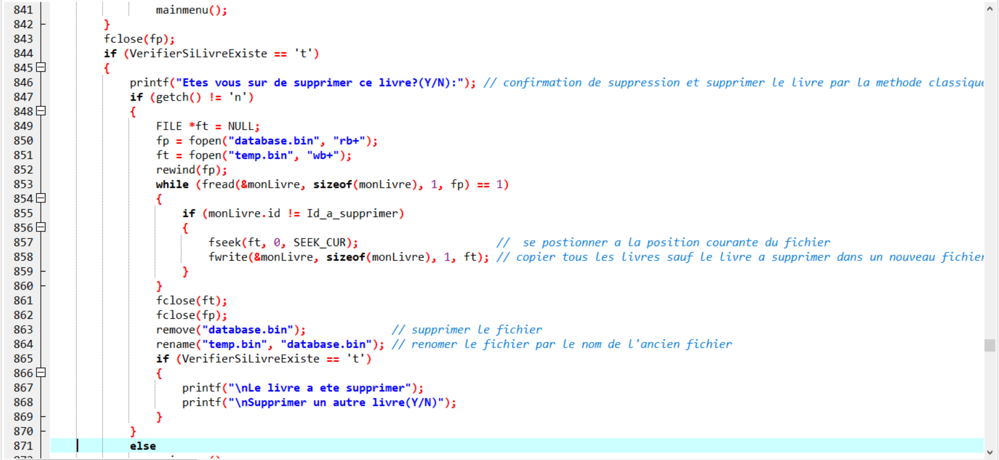 841 mainmenu();
842 }
843 fclose(fp);
844 if (VerifierSiLivreExiste == 't')
845 {
846 printf("Etes vous sur de supprimer ce livre?(Y/N):"); // confirmation de suppression et supprimer le livre par la methode classique
847 if (getch() != 'n')
848 {
849 FILE *ft = NULL;
850 fp = fopen("database.bin", "rb+");
851 ft = fopen("temp.bin", "wb+");
852 rewind(fp);
853 while (fread(&monLivre, sizeof(monLivre), 1, fp) == 1)
854 {
855 if (monLivre.id != Id_a_supprimer)
856 {
857 fseek(ft, 0, SEEK_CUR); // se postionner a la position courante du fichier
858 fwrite(&monLivre, sizeof(monLivre), 1, ft); // copier tous les livres sauf le livre a supprimer dans un nouveau fichier
859 }
860 }
861 fclose(ft);
862 fclose(fp);
863 remove("database.bin"); // supprimer le fichier
864 rename("temp.bin", "database.bin"); // renomer le fichier par le nom de l'ancien fichier
865 if (VerifierSiLivreExiste == 't')
866 {
867 printf("\nLe livre a ete supprimer");
868 printf("\nSupprimer un autre livre(Y/N)");
869 }
870 }
871 else